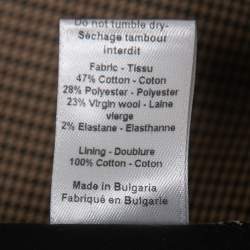 Do not tumble dry-
Séchage tambour
interdit
Fabric - Tissu
47% Cotton - Coton
28% Polyester - Polyester
23% Virgin wool - Laine
vierge
2% Elastane - Elasthanne
Lining - Doublure
100% Cotton - Coton
Made in Bulgaria
Fabriqué en Bulgarie